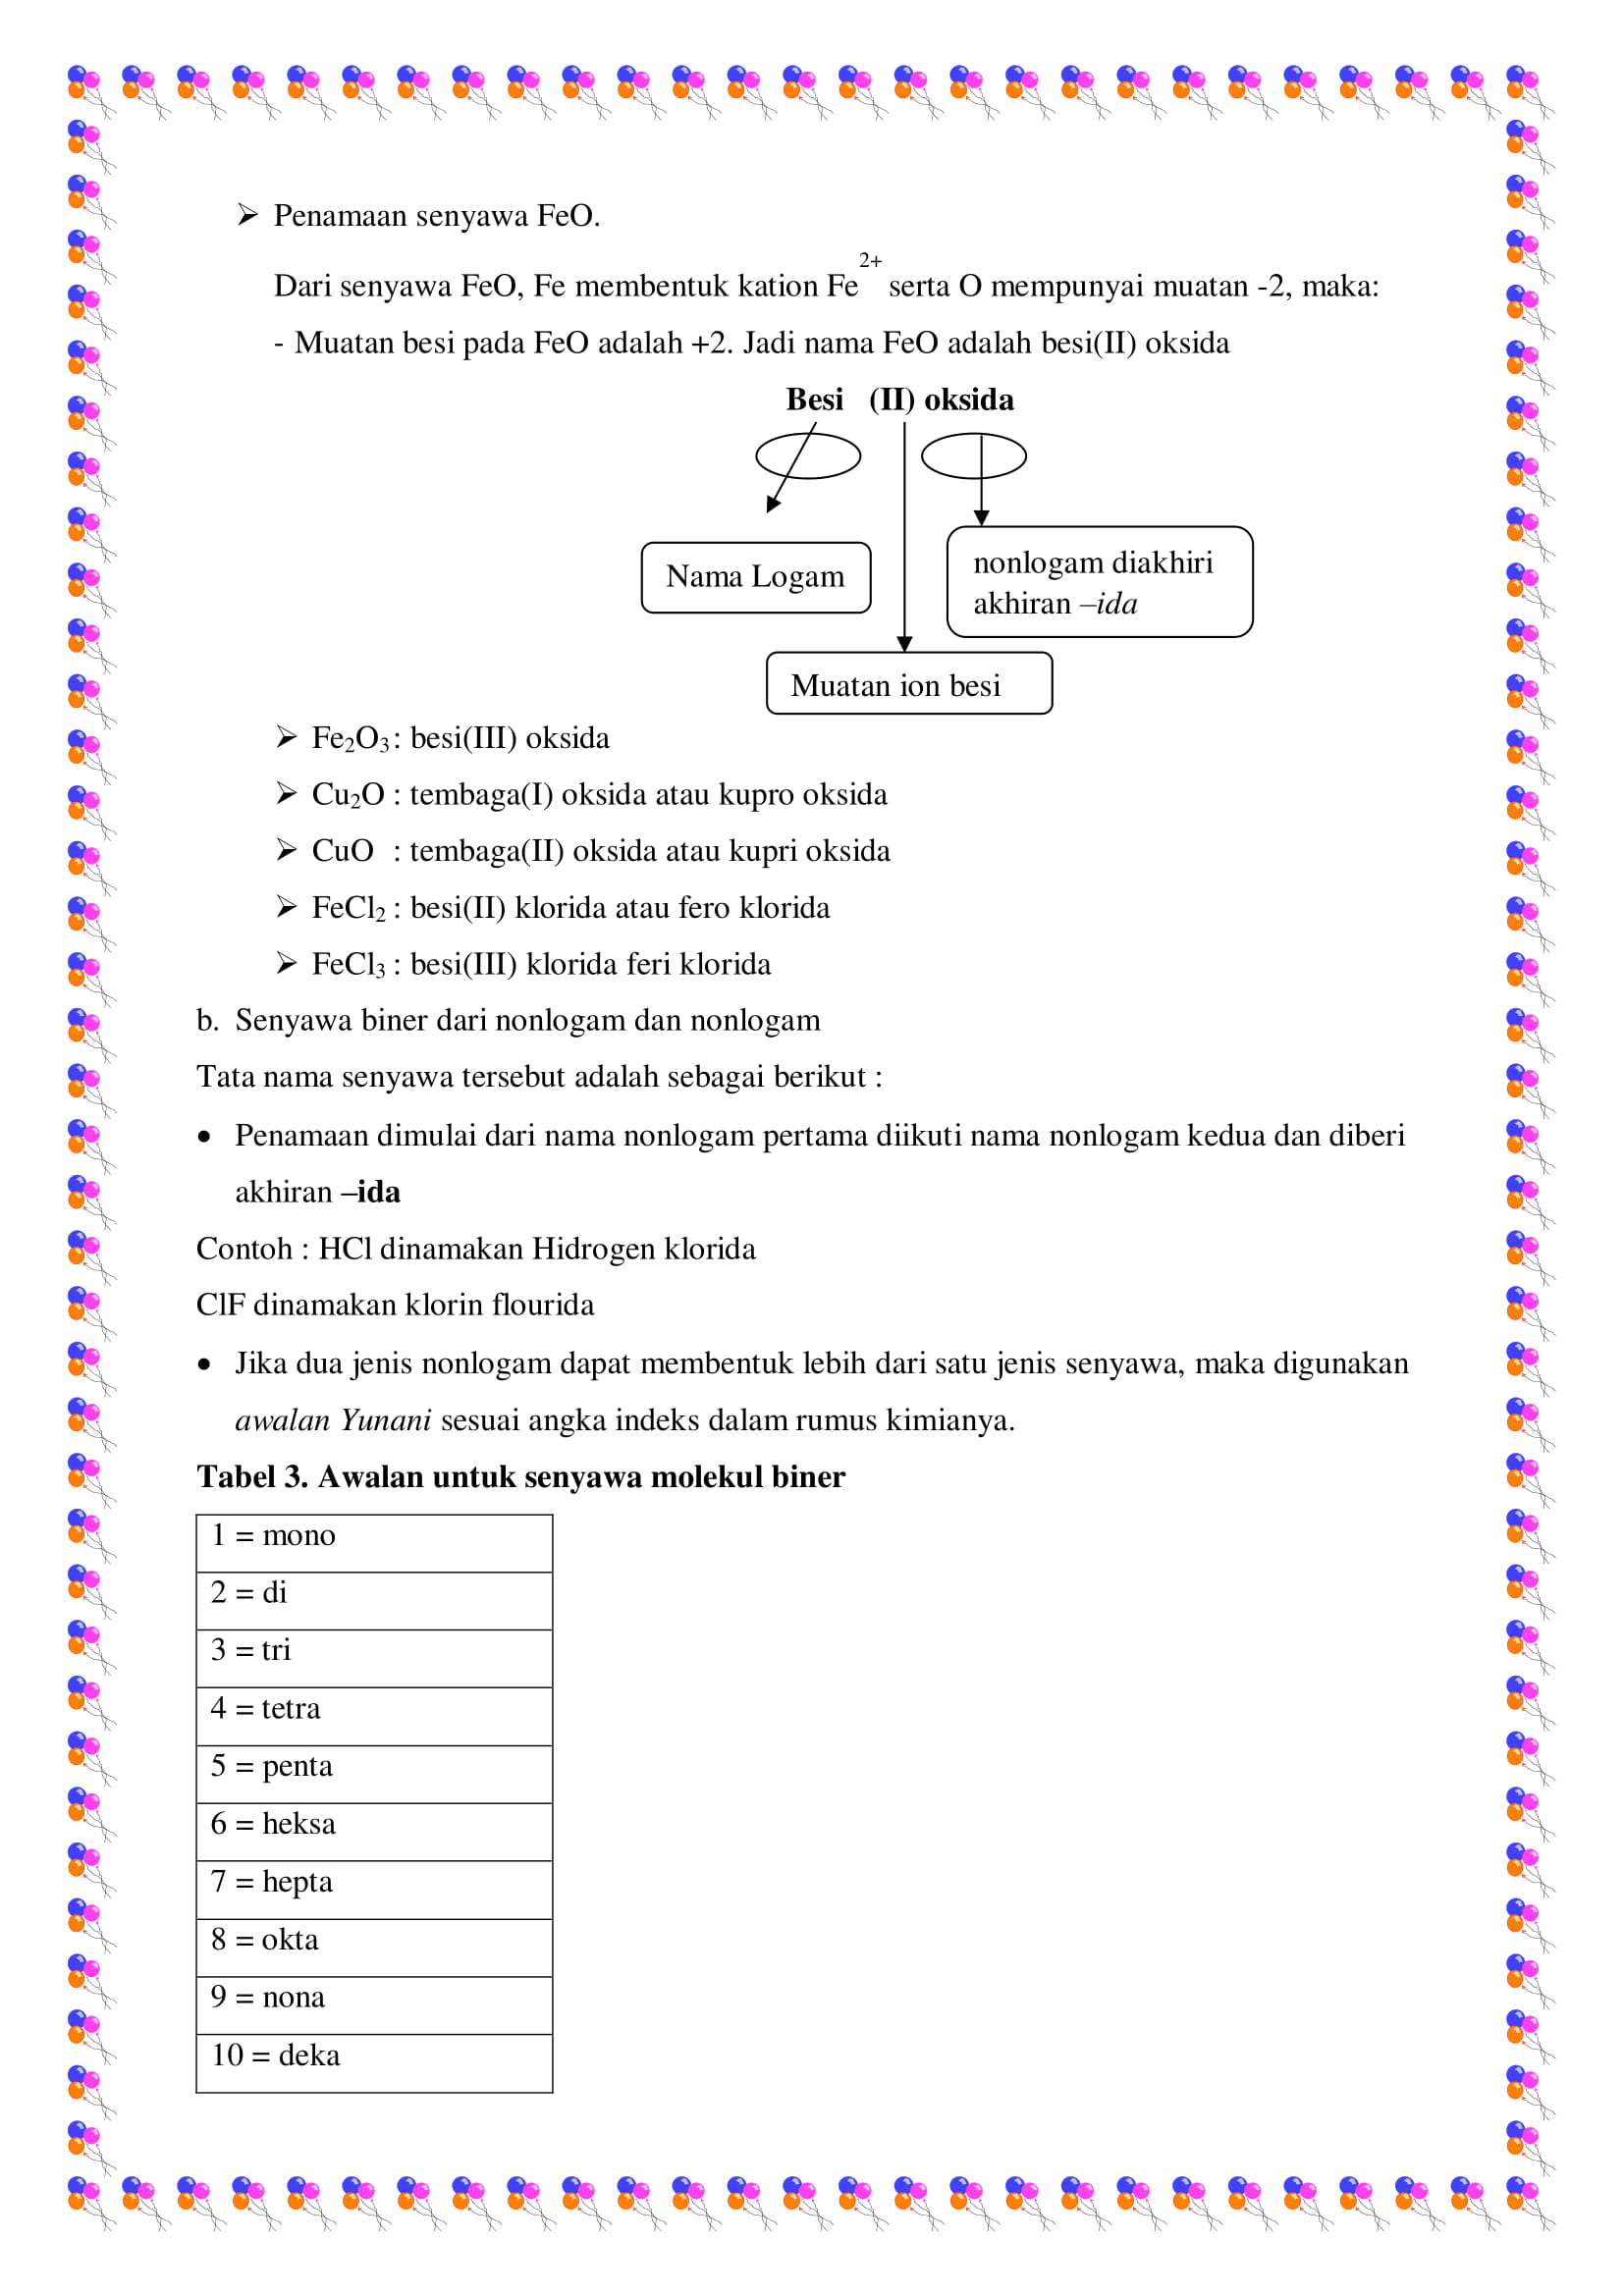 ➢ Penamaan senyawa FeO.
Dari senyawa FeO, Fe membentuk kation Fe²⁺ serta O mempunyai muatan -2, maka:
- Muatan besi pada FeO adalah +2. Jadi nama FeO adalah besi(II) oksida
Besi (II) oksida
Nama Logam
nonlogam diakhiri
akhiran –ida
Muatan ion besi
➢ Fe₂O₃ : besi(III) oksida
➢ Cu₂O : tembaga(I) oksida atau kupro oksida
➢ CuO : tembaga(II) oksida atau kupri oksida
➢ FeCl₂ : besi(II) klorida atau fero klorida
➢ FeCl₃ : besi(III) klorida feri klorida
b. Senyawa biner dari nonlogam dan nonlogam
Tata nama senyawa tersebut adalah sebagai berikut :
• Penamaan dimulai dari nama nonlogam pertama diikuti nama nonlogam kedua dan diberi
akhiran –ida
Contoh : HCl dinamakan Hidrogen klorida
ClF dinamakan klorin flourida
• Jika dua jenis nonlogam dapat membentuk lebih dari satu jenis senyawa, maka digunakan
awalan Yunani sesuai angka indeks dalam rumus kimianya.
Tabel 3. Awalan untuk senyawa molekul biner
1 = mono
2 = di
3 = tri
4 = tetra
5 = penta
6 = heksa
7 = hepta
8 = okta
9 = nona
10 = deka